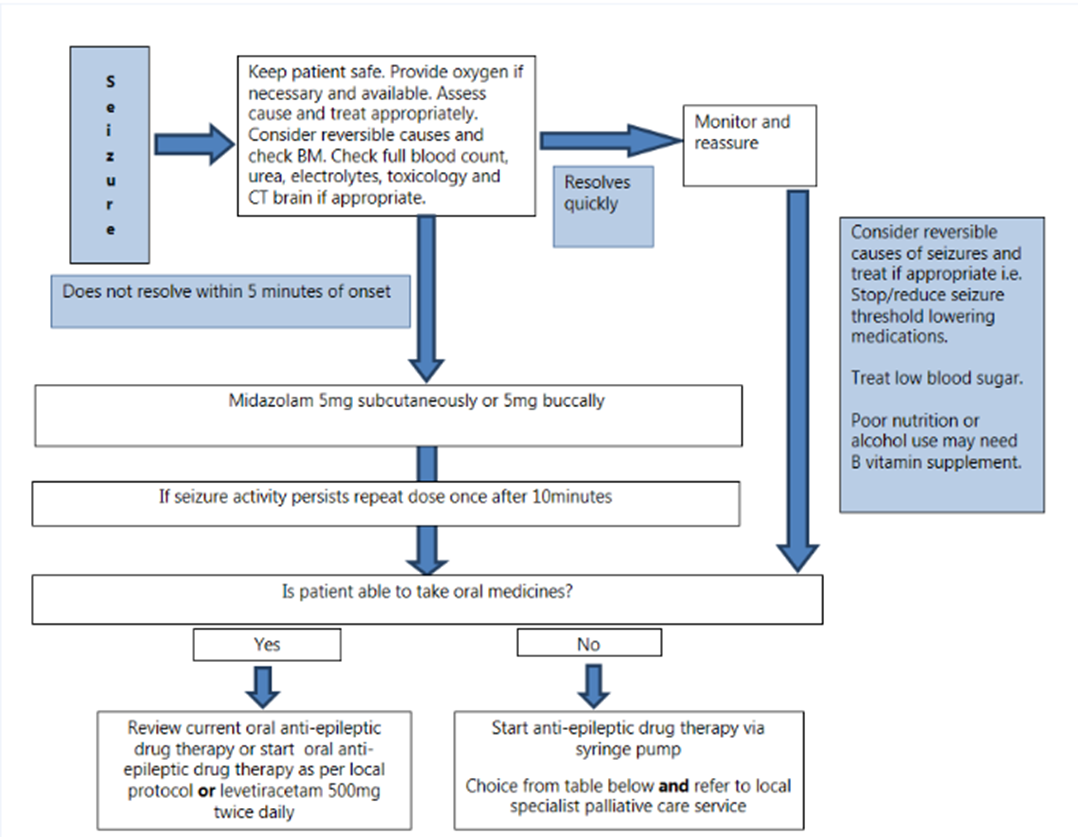 Seizure
Keep patient safe. Provide oxygen if
necessary and available. Assess
cause and treat appropriately.
Consider reversible causes and
check BM. Check full blood count,
urea, electrolytes, toxicology and
CT brain if appropriate.
Resolves
quickly
Monitor and
reassure
Consider reversible
causes of seizures and
treat if appropriate i.e.
Stop/reduce seizure
threshold lowering
medications.
Treat low blood sugar.
Poor nutrition or
alcohol use may need
B vitamin supplement.
Does not resolve within 5 minutes of onset
Midazolam 5mg subcutaneously or 5mg buccally
If seizure activity persists repeat dose once after 10minutes
Is patient able to take oral medicines?
Yes
No
Review current oral anti-epileptic
drug therapy or start oral anti-
epileptic drug therapy as per local
protocol or levetiracetam 500mg
twice daily
Start anti-epileptic drug therapy via
syringe pump
Choice from table below and refer to local
specialist palliative care service